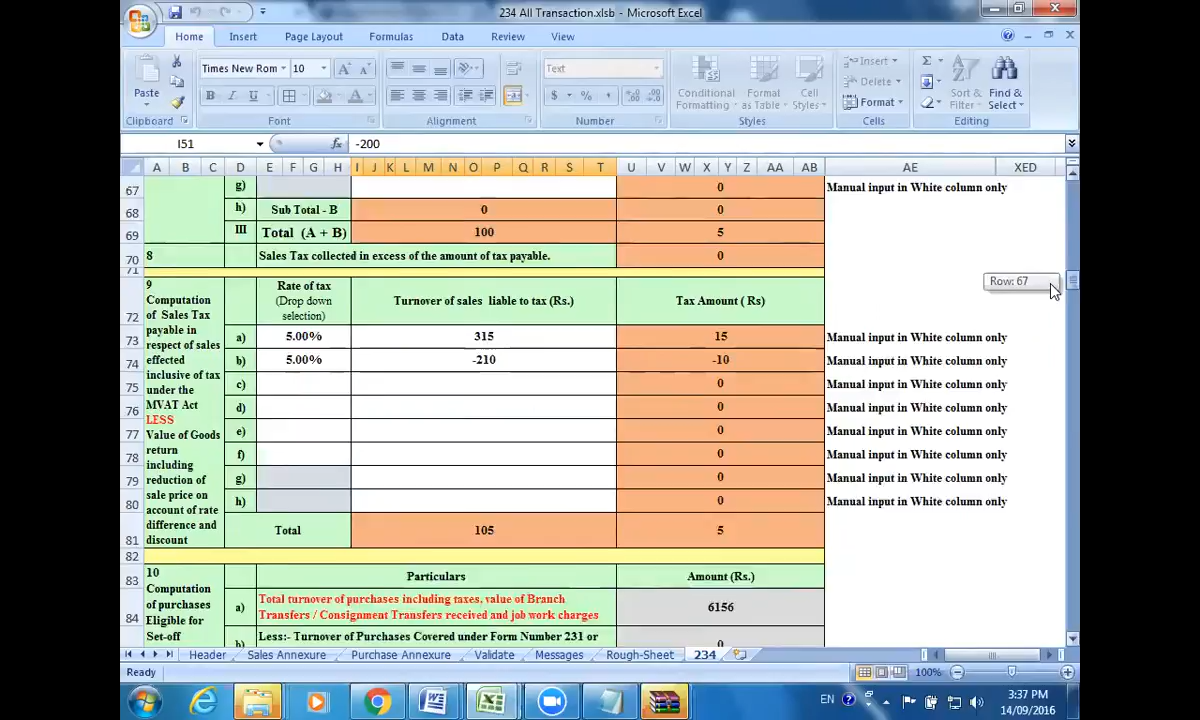 234 All Transaction.xlsb - Microsoft Excel
Home Insert Page Layout Formulas Data Review View
Paste
Clipboard
Times New Rom 10
B I U
Font
Alignment
Text
$ % ,
Number
Conditional Formatting Format as Table Cell Styles
Styles
Insert
Delete
Format
Cells
Sort & Filter Find & Select
Editing
I51 fx -200
A B C D E F G H I J K L M N O P Q R S T U V W X Y Z AA AB AE XED
67 g) 0 Manual input in White column only
68 h) Sub Total - B 0 0
69 III Total (A + B) 100 5
70 8 Sales Tax collected in excess of the amount of tax payable. 0
71
Row: 67
72 9
Computation of Sales Tax payable in respect of sales effected inclusive of tax under the MVAT Act
LESS
Value of Goods return including reduction of sale price on account of rate difference and discount
Rate of tax (Drop down selection) Turnover of sales liable to tax (Rs.) Tax Amount ( Rs)
73 a) 5.00% 315 15 Manual input in White column only
74 b) 5.00% -210 -10 Manual input in White column only
75 c) 0 Manual input in White column only
76 d) 0 Manual input in White column only
77 e) 0 Manual input in White column only
78 f) 0 Manual input in White column only
79 g) 0 Manual input in White column only
80 h) 0 Manual input in White column only
81 Total 105 5
82
83 10
Computation of purchases Eligible for Set-off
Particulars Amount (Rs.)
84 a) Total turnover of purchases including taxes, value of Branch
Transfers / Consignment Transfers received and job work charges 6156
b) Less:- Turnover of Purchases Covered under Form Number 231 or 0
Header Sales Annexure Purchase Annexure Validate Messages Rough-Sheet 234
Ready 100%
EN 3:37 PM
14/09/2016